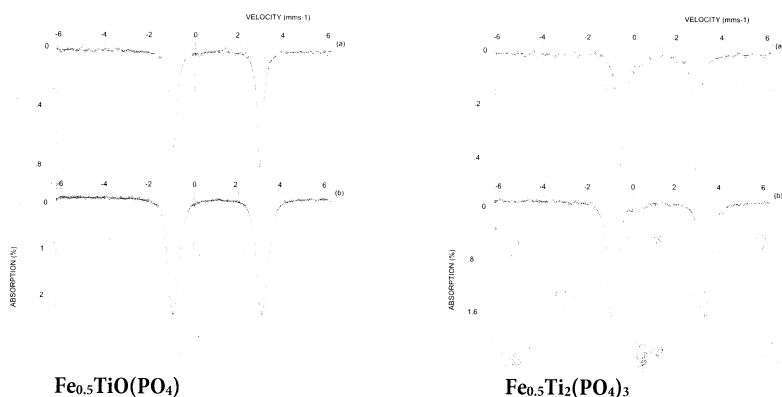 VELOCITY (mms-1)
-6 -4 -2 0 2 4 6
(a)
0
.4
.8
-6 -4 -2 0 2 4 6
(b)
0
1
2
ABSORPTION (%)
Fe0.5TiO(PO4)
VELOCITY (mms-1)
-6 -4 -2 0 2 4 6
(a
0
.2
.4
-6 -4 -2 0 2 4 6
(b)
0
.8
1.6
ABSORPTION (%)
Fe0.5Ti2(PO4)3